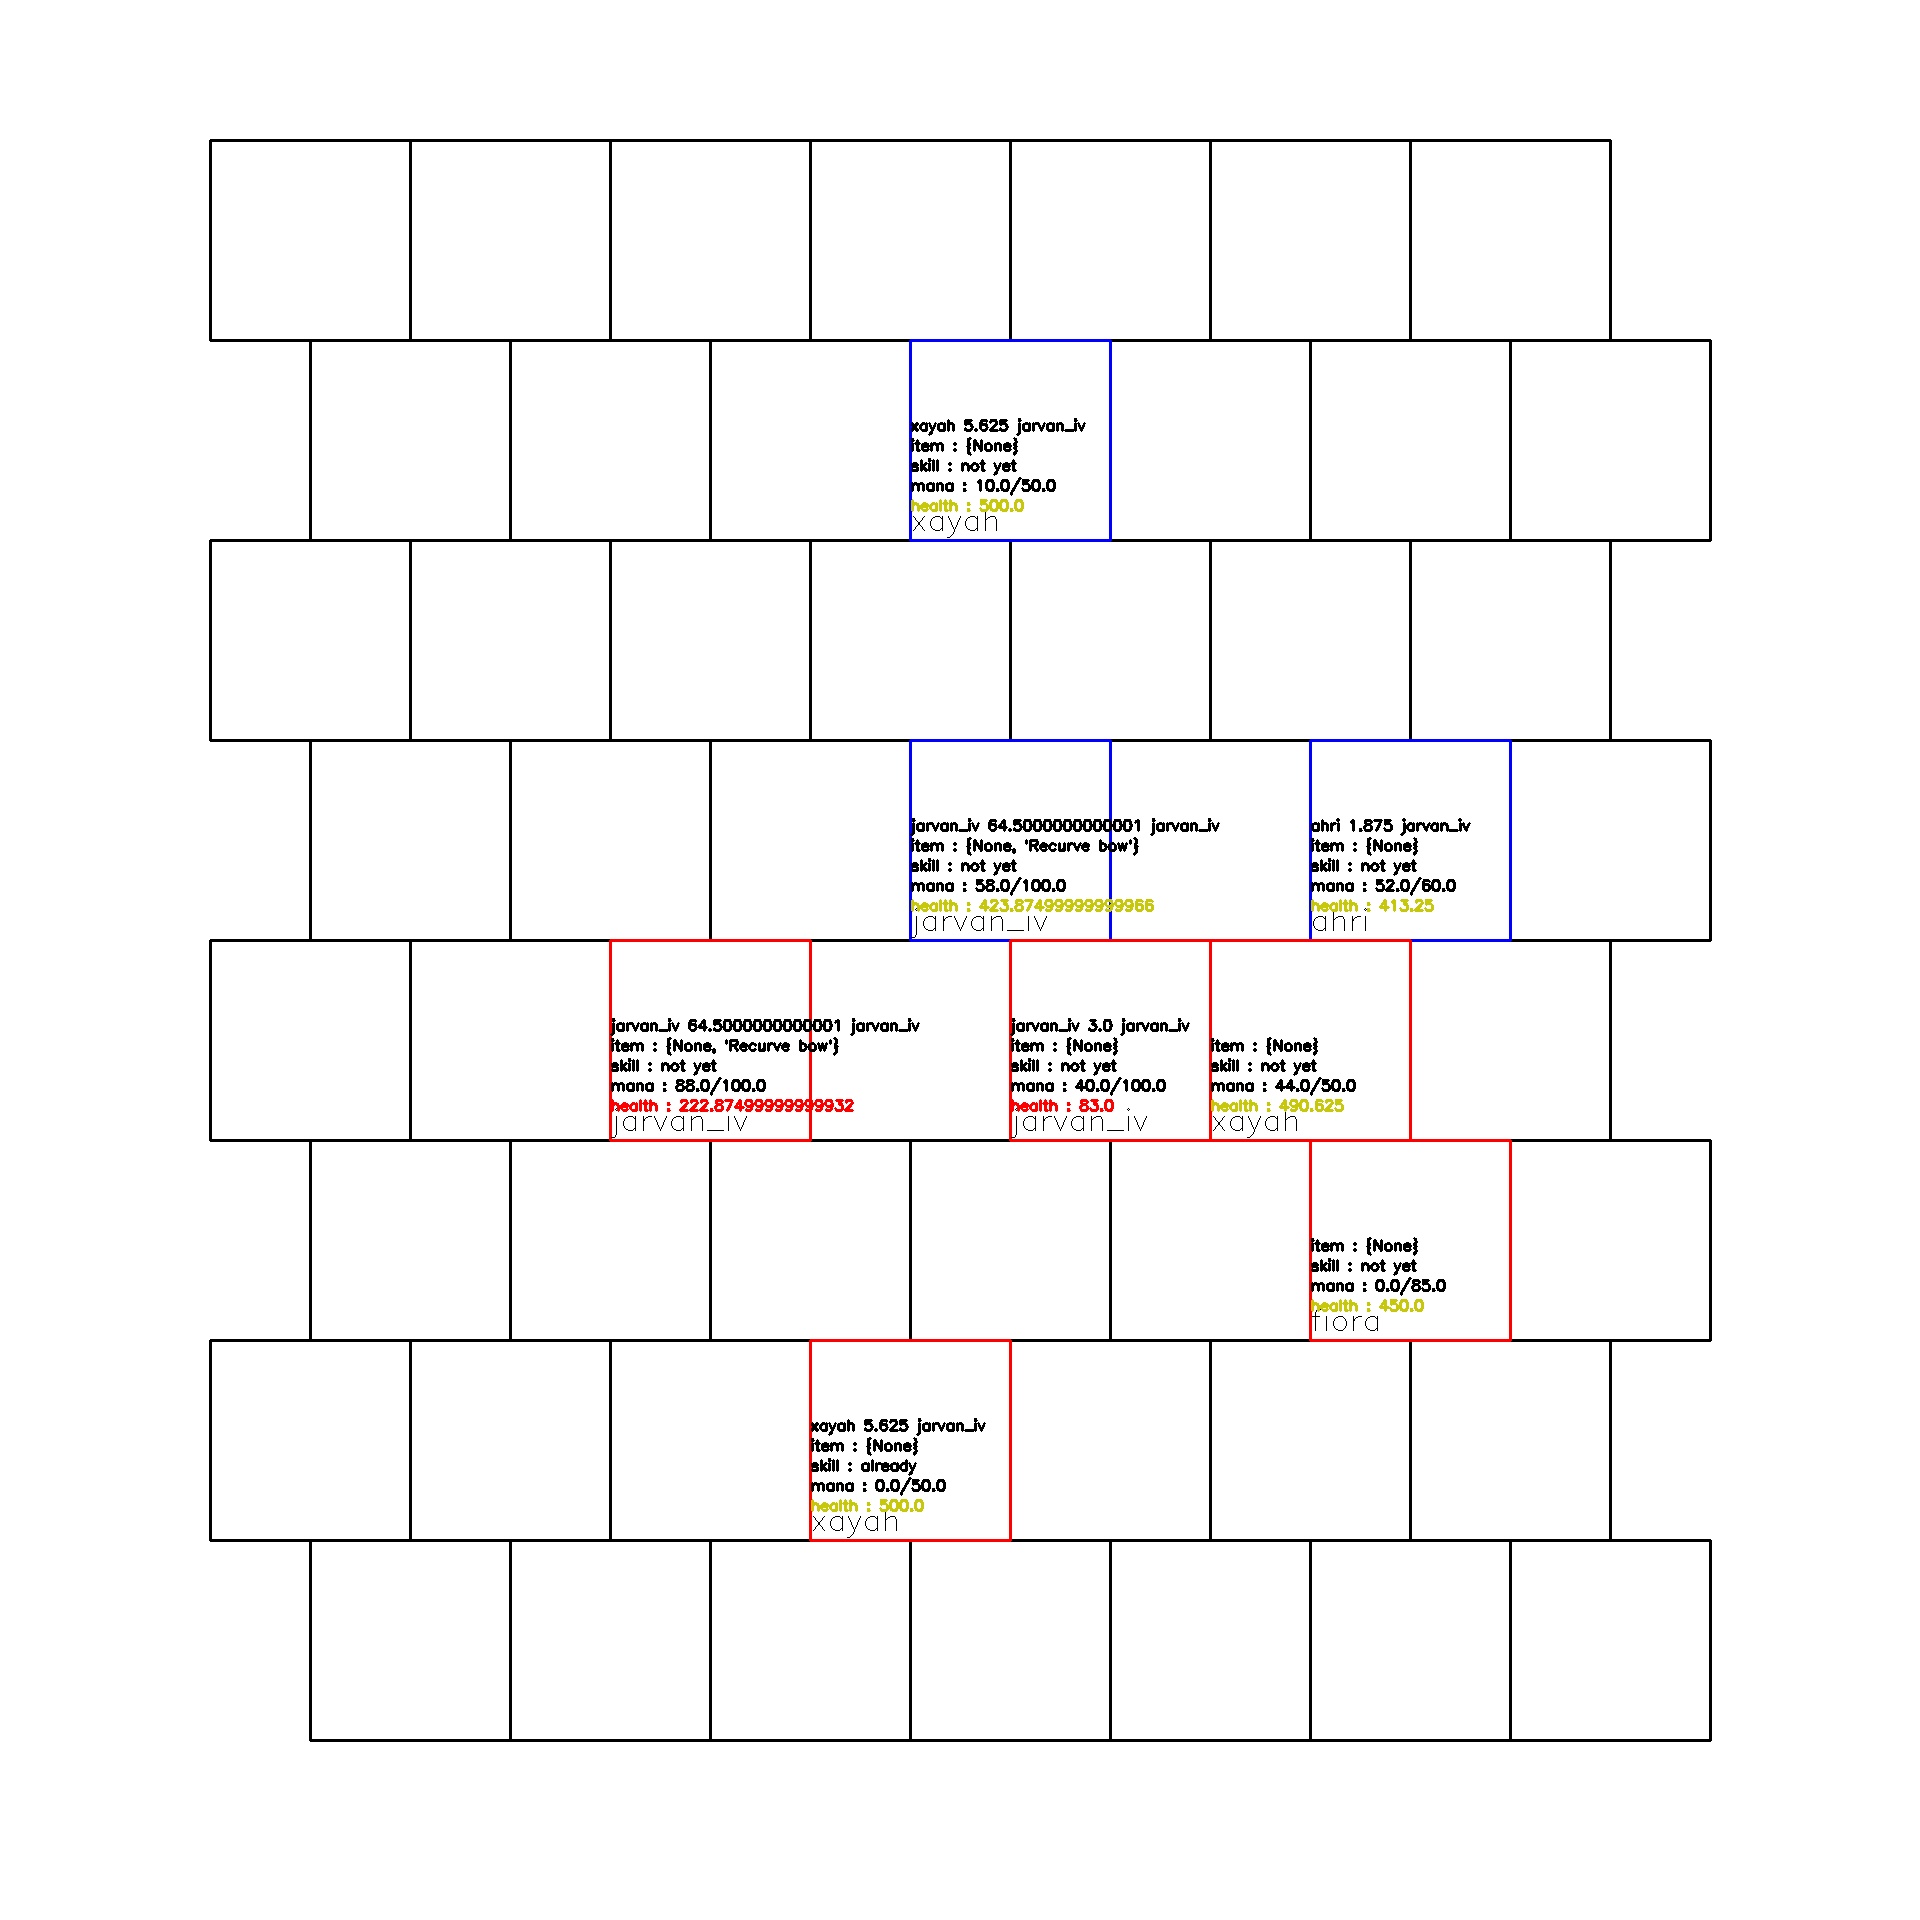 xayah 5.625 jarvan_iv
item : {None}
skill : not yet
mana : 10.0/50.0
health : 500.0
xayah
jarvan_iv 64.5000000000001 jarvan_iv
item : {None, 'Recurve bow'}
skill : not yet
mana : 58.0/100.0
health : 423.87499999999966
jarvan_iv
ahri 1.875 jarvan_iv
item : {None}
skill : not yet
mana : 52.0/60.0
health : 413.25
ahri
jarvan_iv 64.5000000000001 jarvan_iv
item : {None, 'Recurve bow'}
skill : not yet
mana : 88.0/100.0
health : 222.87499999999932
jarvan_iv
jarvan_iv 3.0 jarvan_iv
item : {None}
skill : not yet
mana : 40.0/100.0
health : 83.0
jarvan_iv
item : {None}
skill : not yet
mana : 44.0/50.0
health : 490.625
xayah
item : {None}
skill : not yet
mana : 0.0/85.0
health : 450.0
fiora
xayah 5.625 jarvan_iv
item : {None}
skill : already
mana : 0.0/50.0
health : 500.0
xayah